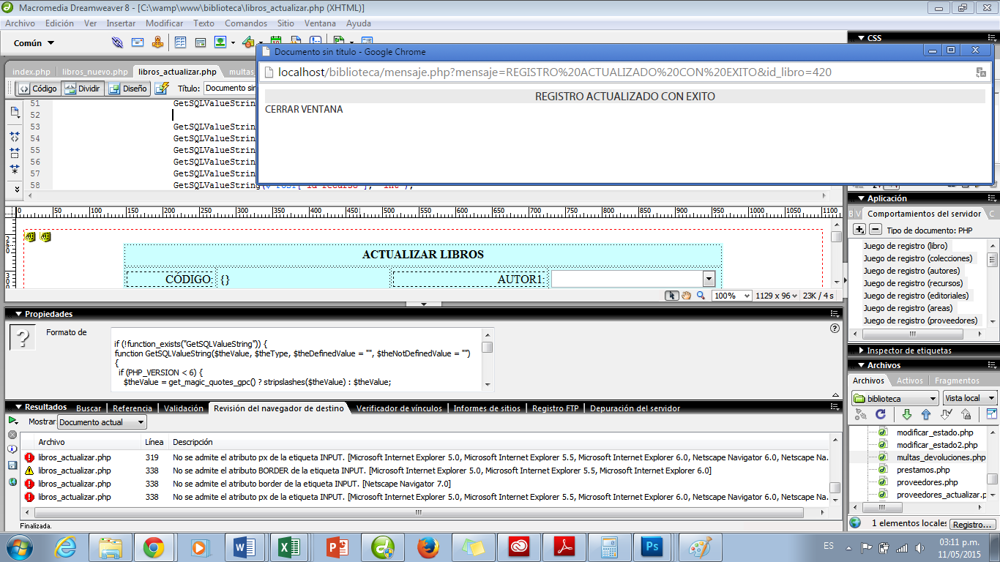 Macromedia Dreamweaver 8 - [C:\wamp\www\biblioteca\libros_actualizar.php (XHTML)]
Archivo Edición Ver Insertar Modificar Texto Comandos Sitio Ventana Ayuda
Común
CSS
Documento sin título - Google Chrome
localhost/biblioteca/mensaje.php?mensaje=REGISTRO%20ACTUALIZADO%20CON%20EXITO&id_libro=420
REGISTRO ACTUALIZADO CON EXITO
CERRAR VENTANA
index.php libros_nuevo.php libros_actualizar.php multas_
Código Dividir Diseño Título: Documento sin
51 GetSQLValueString
52
53 GetSQLValueString
54 GetSQLValueString
55 GetSQLValueString
56 GetSQLValueString
57 GetSQLValueString
58 GetSQLValueString($_POST['id_recurso'], "int"),
0 50 100 150 200 250 300 350 400 450 500 550 600 650 700 750 800 850 900 950 1000 1050 1100
250
300
ACTUALIZAR LIBROS
CÓDIGO: {} AUTOR1:
100% 1129 x 96 23K / 4 s
Aplicación
B V Comportamientos del servidor C
Tipo de documento: PHP
Juego de registro (libro)
Juego de registro (colecciones)
Juego de registro (autores)
Juego de registro (recursos)
Juego de registro (editoriales)
Juego de registro (areas)
Juego de registro (proveedores)
Inspector de etiquetas
Propiedades
Formato de
if (!function_exists("GetSQLValueString")) {
function GetSQLValueString($theValue, $theType, $theDefinedValue = "", $theNotDefinedValue = "")
{
if (PHP_VERSION < 6) {
$theValue = get_magic_quotes_gpc() ? stripslashes($theValue) : $theValue;
Archivos
Archivos Activos Fragmentos
biblioteca Vista local
modificar_estado.php
modificar_estado2.php
multas_devoluciones.php
prestamos.php
proveedores.php
proveedores_actualizar.p
1 elementos locales Registro...
Resultados Buscar Referencia Validación Revisión del navegador de destino Verificador de vínculos Informes de sitios Registro FTP Depuración del servidor
Mostrar Documento actual
Archivo Línea Descripción
libros_actualizar.php 319 No se admite el atributo px de la etiqueta INPUT. [Microsoft Internet Explorer 5.0, Microsoft Internet Explorer 5.5, Microsoft Internet Explorer 6.0, Netscape Navigator 6.0, Netscape Na...
libros_actualizar.php 338 No se admite el atributo BORDER de la etiqueta INPUT. [Microsoft Internet Explorer 5.0, Microsoft Internet Explorer 5.5, Microsoft Internet Explorer 6.0]
libros_actualizar.php 338 No se admite el atributo border de la etiqueta INPUT. [Netscape Navigator 7.0]
libros_actualizar.php 338 No se admite el atributo px de la etiqueta INPUT. [Microsoft Internet Explorer 5.0, Microsoft Internet Explorer 5.5, Microsoft Internet Explorer 6.0, Netscape Navigator 6.0, Netscape Na...
Finalizada.
ES
03:11 p.m.
11/05/2015